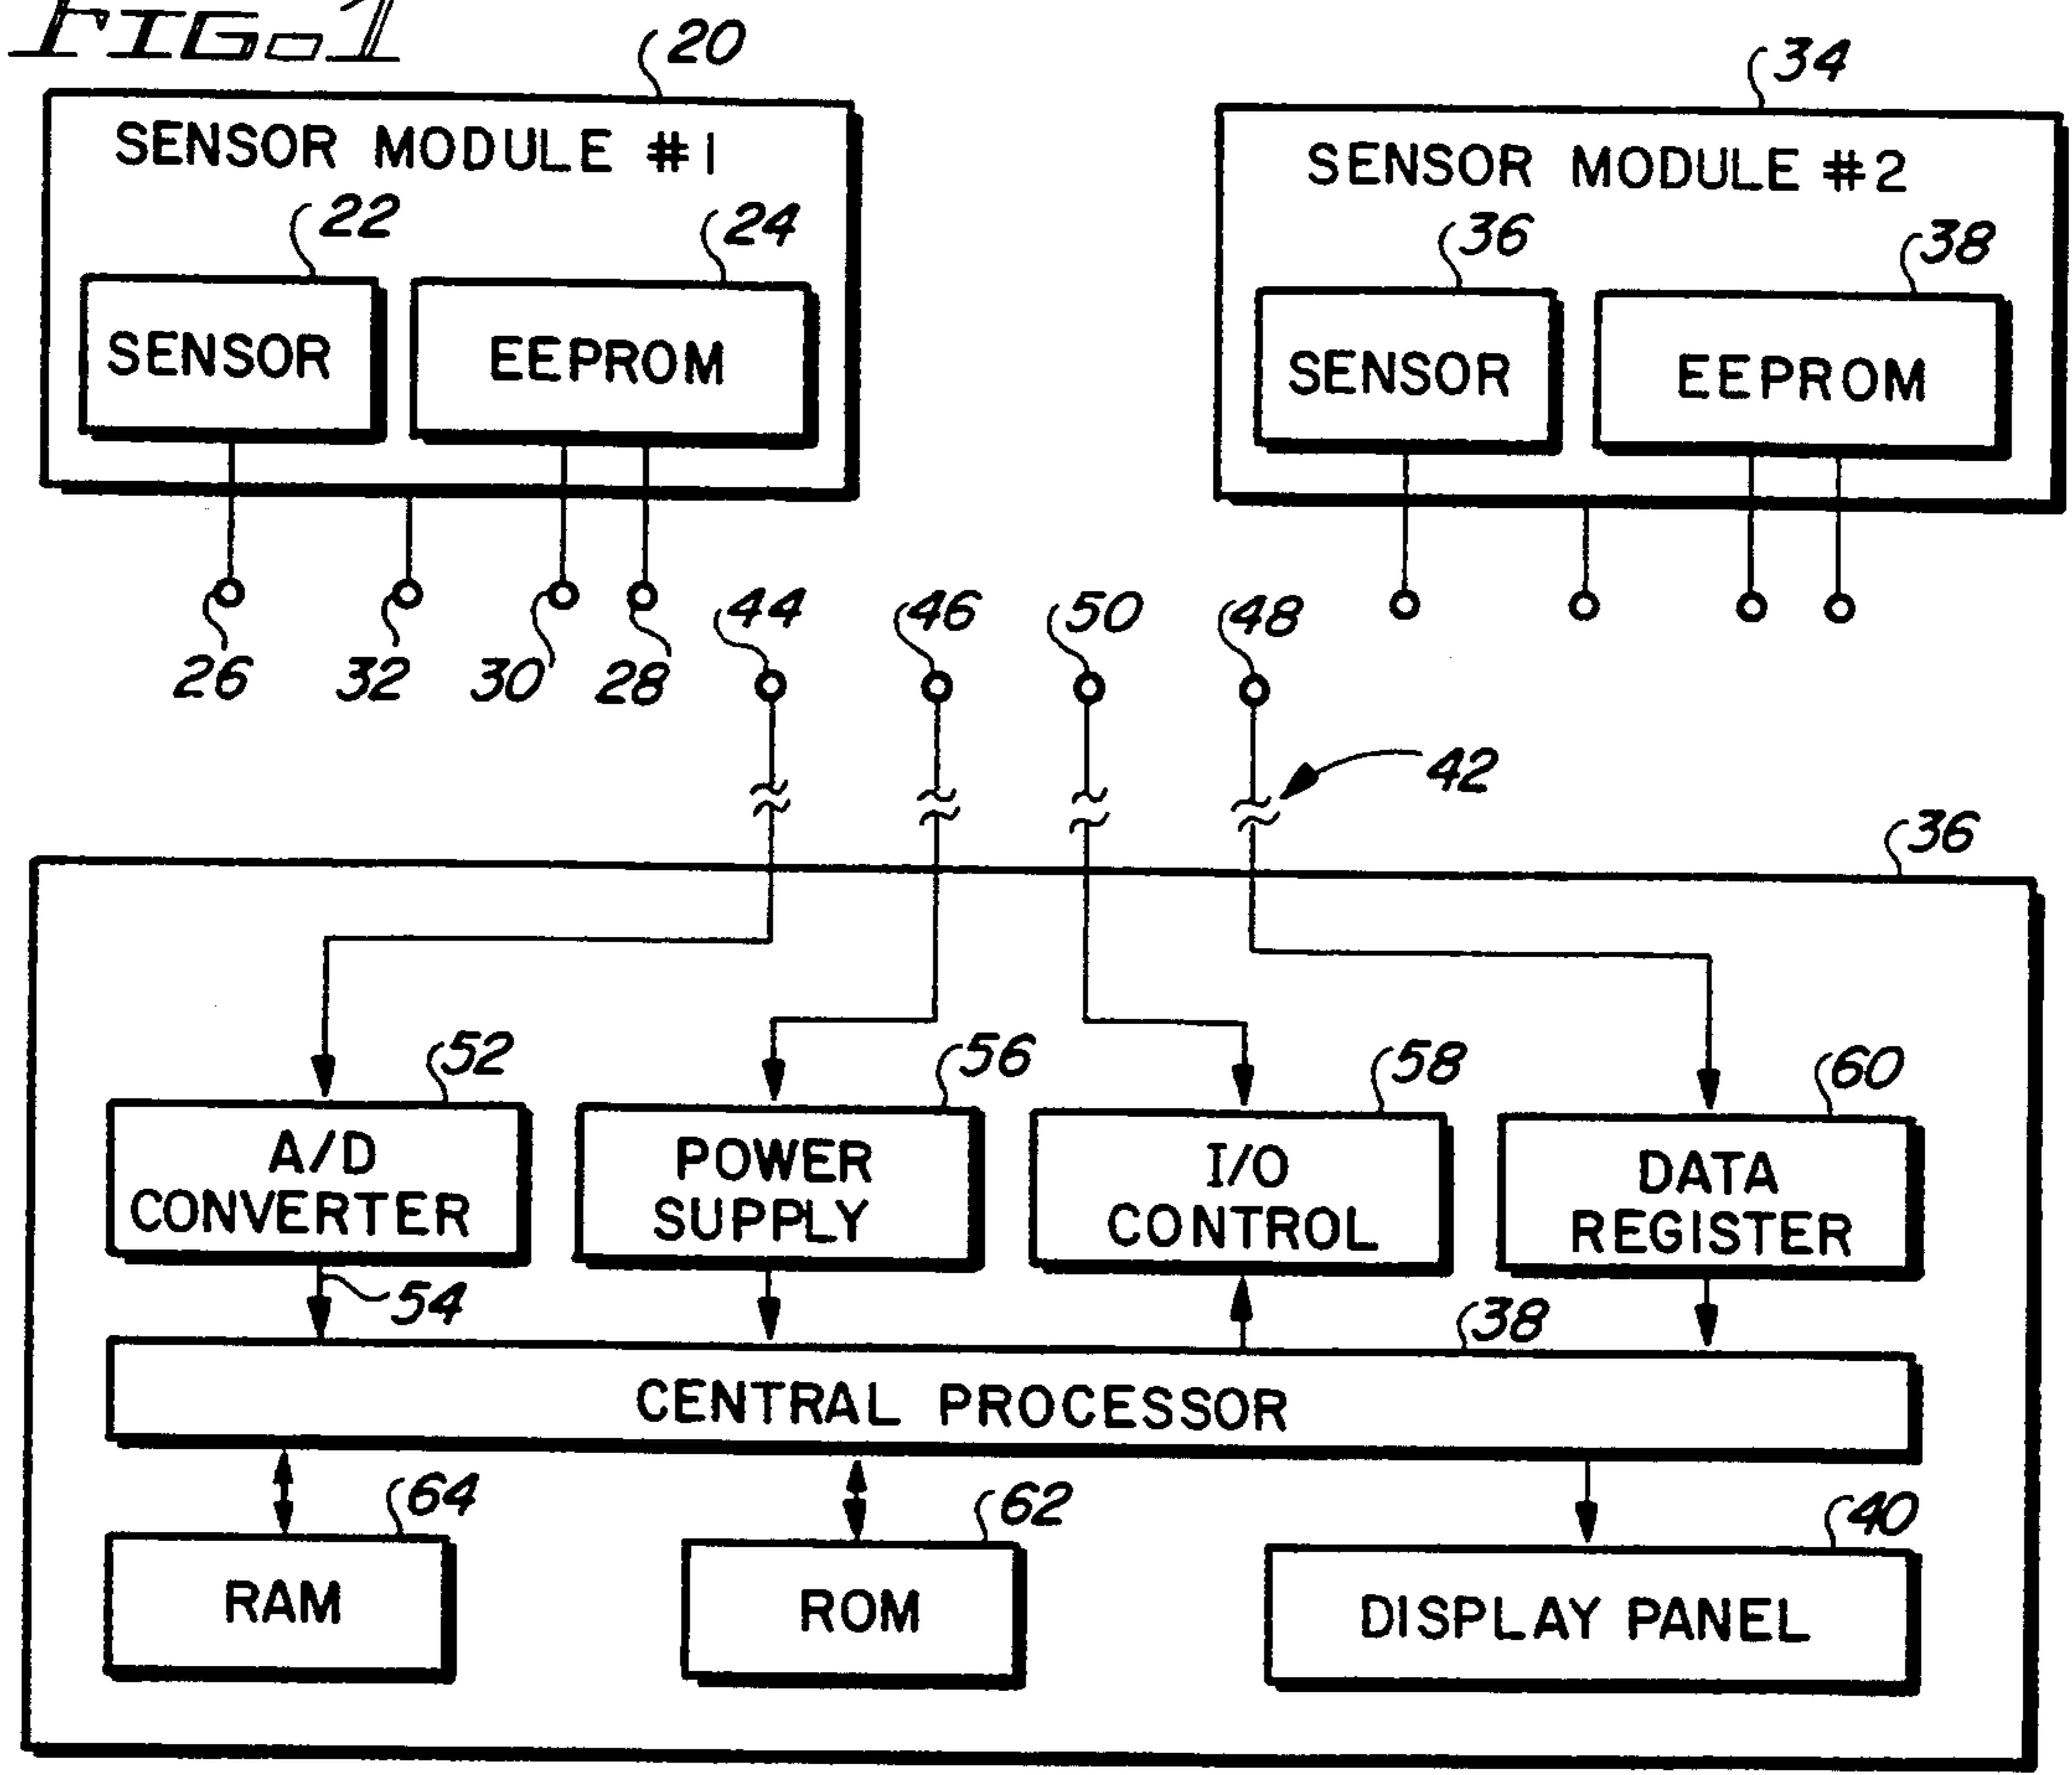 FIG. 1
20
34
SENSOR MODULE #1
SENSOR MODULE #2
22
24
36
38
SENSOR
EEPROM
SENSOR
EEPROM
26
32
30
28
44
46
50
48
42
36
52
56
58
60
A/D
CONVERTER
POWER
SUPPLY
I/O
CONTROL
DATA
REGISTER
54
38
CENTRAL PROCESSOR
64
62
40
RAM
ROM
DISPLAY PANEL